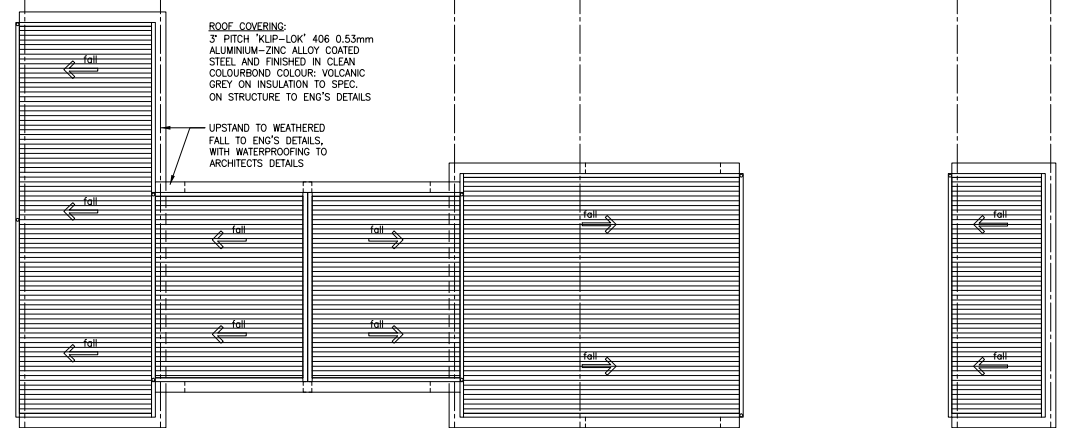 ROOF COVERING:
3° PITCH 'KLIP-LOK' 406 0.53mm
ALUMINIUM-ZINC ALLOY COATED
STEEL AND FINISHED IN CLEAN
COLOURBOND COLOUR: VOLCANIC
GREY ON INSULATION TO SPEC.
ON STRUCTURE TO ENG'S DETAILS
UPSTAND TO WEATHERED
FALL TO ENG'S DETAILS,
WITH WATERPROOFING TO
ARCHITECTS DETAILS
fall
fall
fall
fall
fall
fall
fall
fall
fall
fall
fall